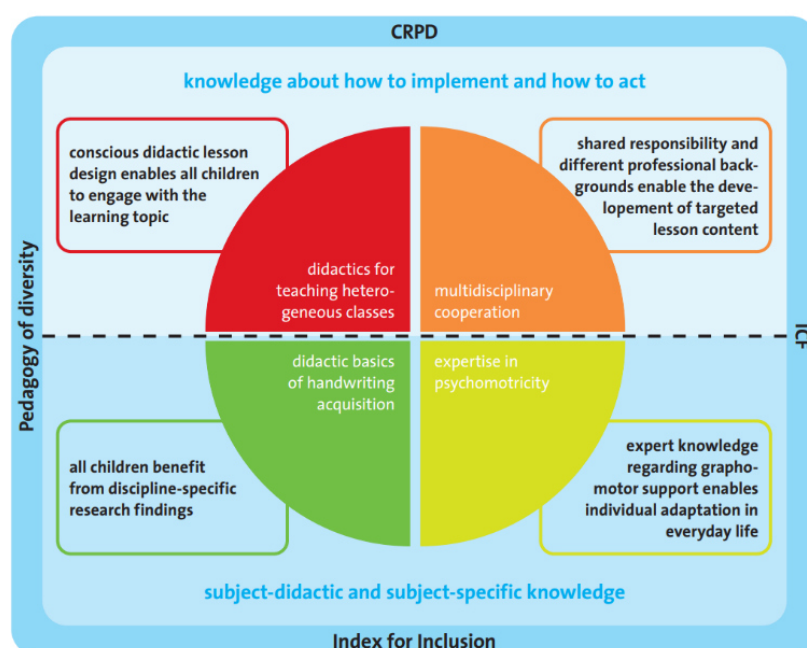 CRPD
knowledge about how to implement and how to act
conscious didactic lesson
design enables all children
to engage with the
learning topic
shared responsibility and
different professional back-
grounds enable the deve-
lopement of targeted
lesson content
didactics for
teaching hetero-
geneous classes
multidisciplinary
cooperation
Pedagogy of diversity
ICF
didactic basics
of handwriting
acquisition
expertise in
psychomotricity
all children benefit
from discipline-specific
research findings
expert knowledge
regarding grapho-
motor support enables
individual adaptation in
everyday life
subject-didactic and subject-specific knowledge
Index for Inclusion